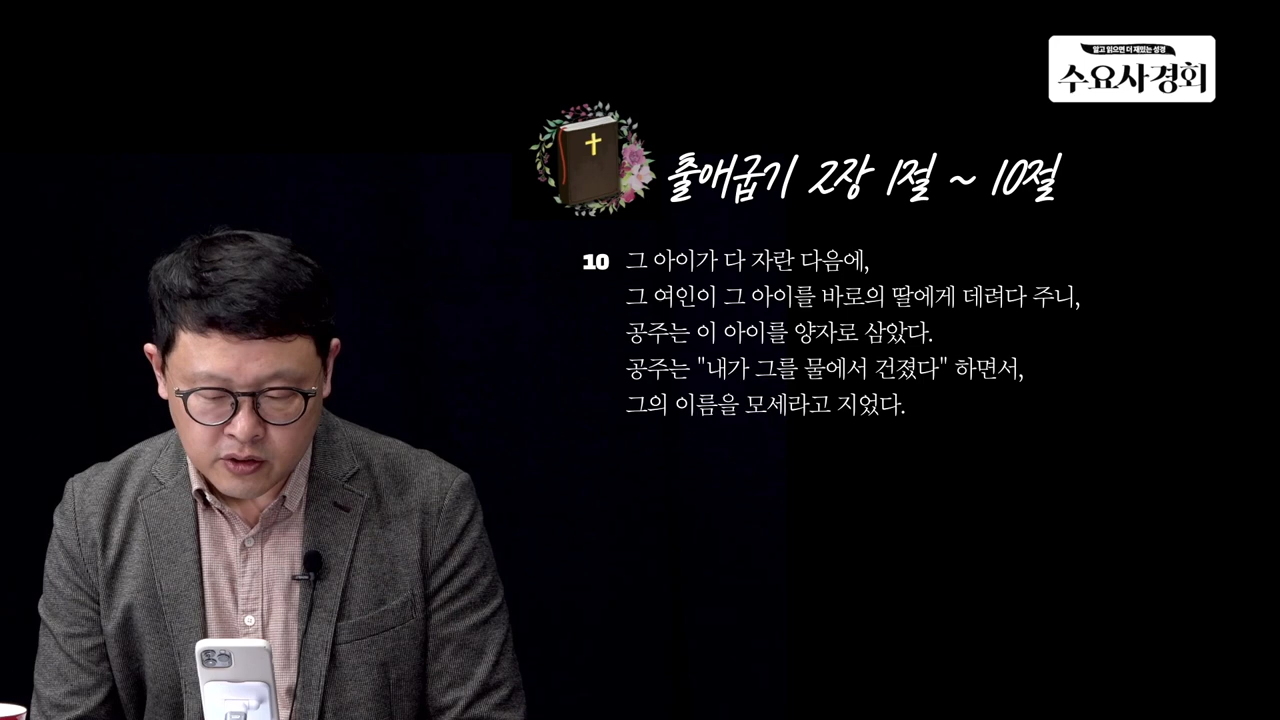 알고 읽으면 더 재밌는 성경
수요사경회
출애굽기 2장 1절 ~ 10절
10 그 아이가 다 자란 다음에,
그 여인이 그 아이를 바로의 딸에게 데려다 주니,
공주는 이 아이를 양자로 삼았다.
공주는 "내가 그를 물에서 건졌다" 하면서,
그의 이름을 모세라고 지었다.